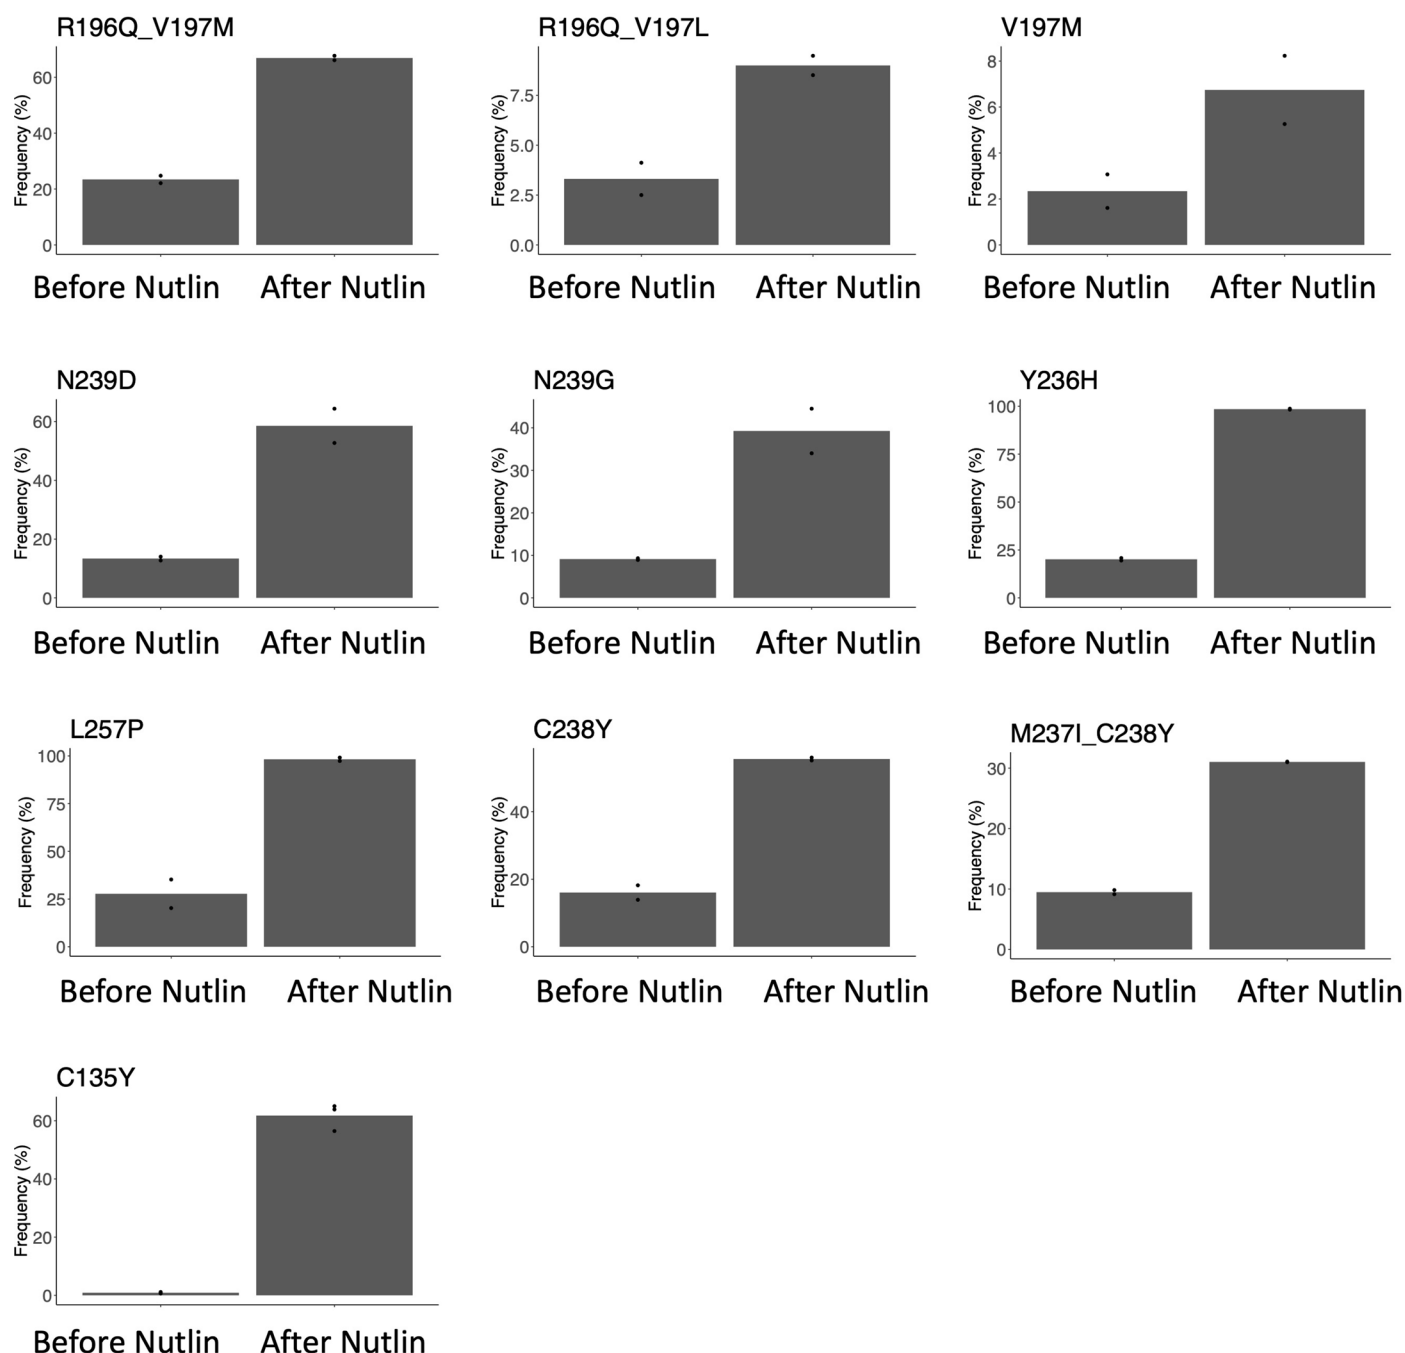 R196Q_V197M
R196Q_V197L
V197M
Frequency (%)
60
40
20
0
Before Nutlin After Nutlin
Frequency (%)
7.5
5.0
2.5
0.0
Before Nutlin After Nutlin
Frequency (%)
8
6
4
2
0
Before Nutlin After Nutlin
N239D
N239G
Y236H
Frequency (%)
60
40
20
0
Before Nutlin After Nutlin
Frequency (%)
40
30
20
10
0
Before Nutlin After Nutlin
Frequency (%)
100
75
50
25
0
Before Nutlin After Nutlin
L257P
C238Y
M237I_C238Y
Frequency (%)
100
75
50
25
0
Before Nutlin After Nutlin
Frequency (%)
40
20
0
Before Nutlin After Nutlin
Frequency (%)
30
20
10
0
Before Nutlin After Nutlin
C135Y
Frequency (%)
60
40
20
0
Before Nutlin After Nutlin